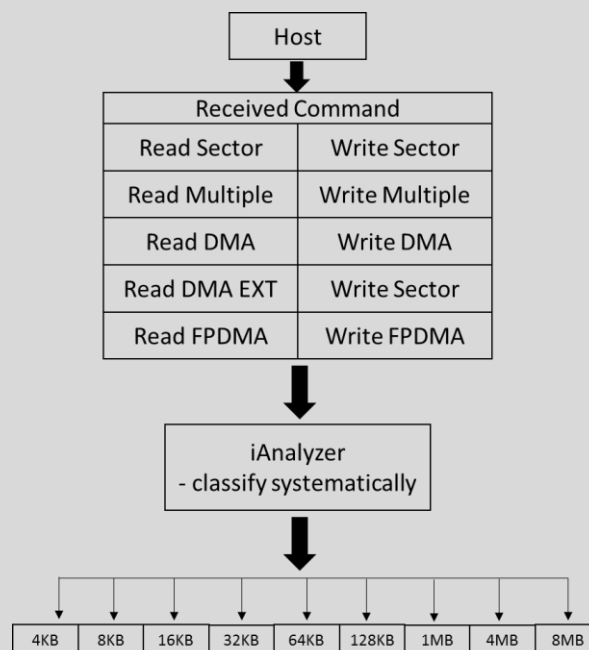 Host
Received Command
Read Sector Write Sector
Read Multiple Write Multiple
Read DMA Write DMA
Read DMA EXT Write Sector
Read FPDMA Write FPDMA
iAnalyzer
- classify systematically
4KB 8KB 16KB 32KB 64KB 128KB 1MB 4MB 8MB